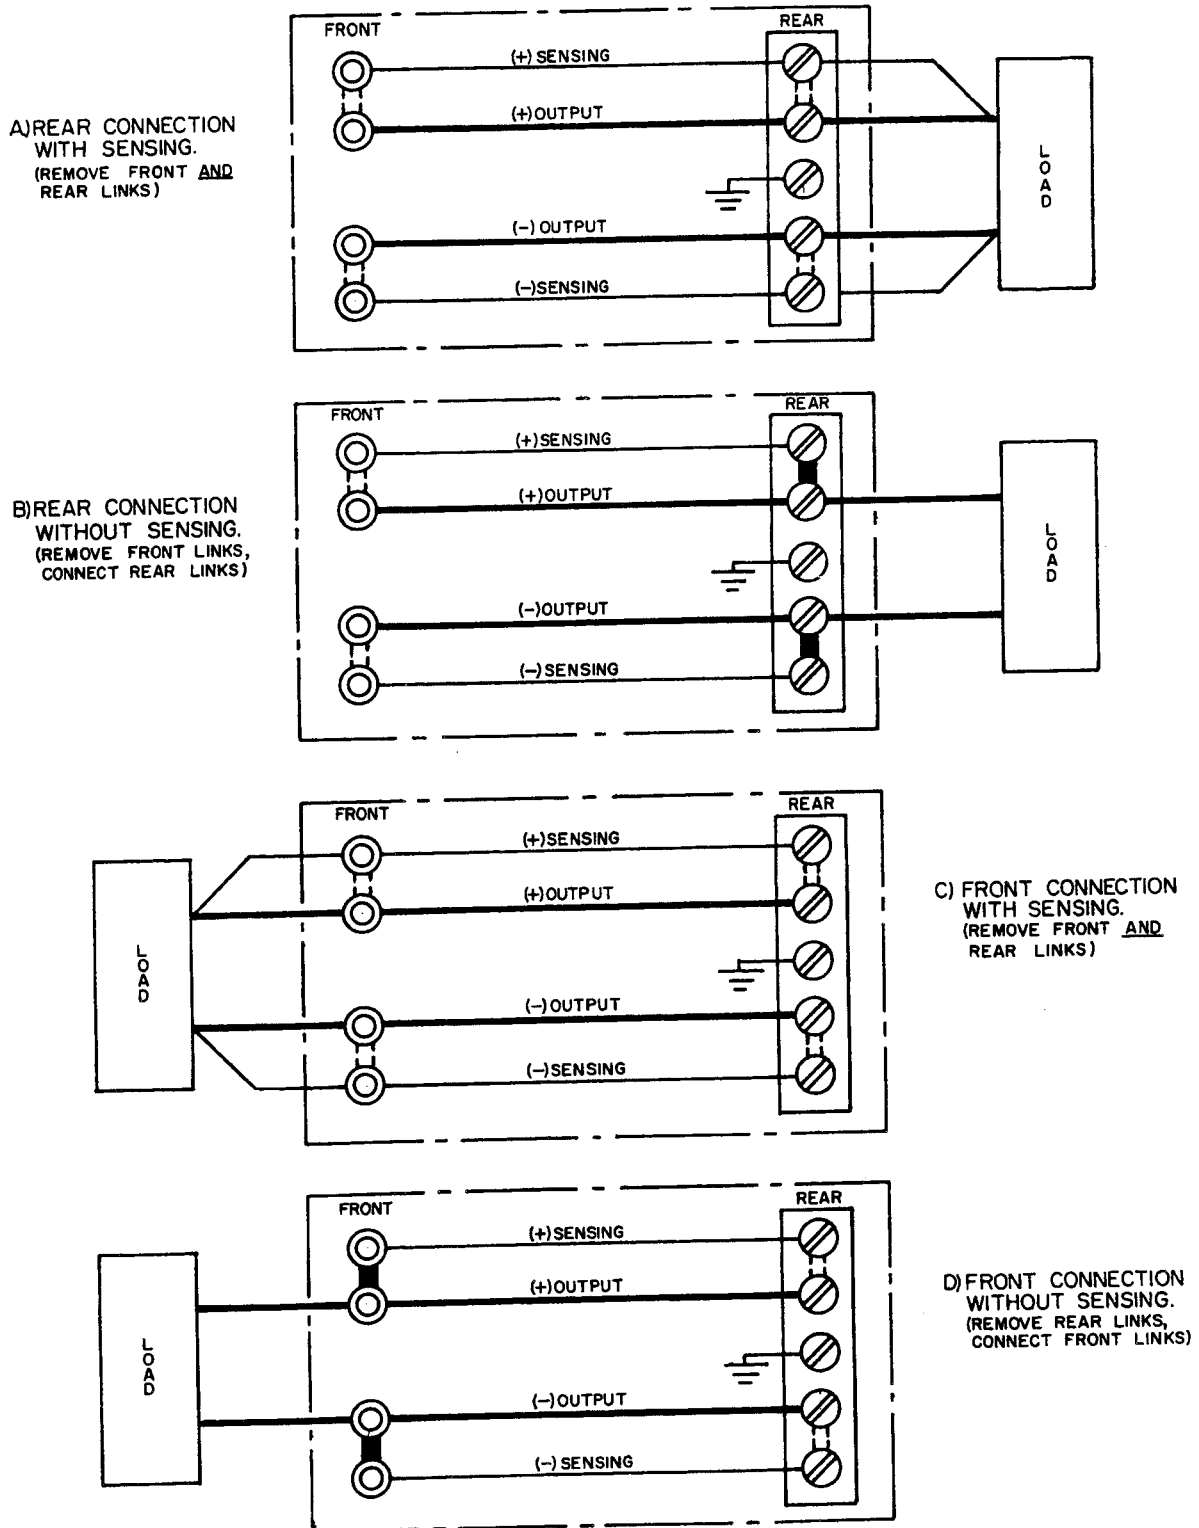 FRONT
REAR
(+) SENSING
(+) OUTPUT
(-) OUTPUT
(-) SENSING
LOAD
A) REAR CONNECTION
WITH SENSING.
(REMOVE FRONT AND
REAR LINKS)
FRONT
REAR
(+) SENSING
(+) OUTPUT
(-) OUTPUT
(-) SENSING
LOAD
B) REAR CONNECTION
WITHOUT SENSING.
(REMOVE FRONT LINKS,
CONNECT REAR LINKS)
FRONT
REAR
(+) SENSING
(+) OUTPUT
(-) OUTPUT
(-) SENSING
LOAD
C) FRONT CONNECTION
WITH SENSING.
(REMOVE FRONT AND
REAR LINKS)
FRONT
REAR
(+) SENSING
(+) OUTPUT
(-) OUTPUT
(-) SENSING
LOAD
D) FRONT CONNECTION
WITHOUT SENSING.
(REMOVE REAR LINKS,
CONNECT FRONT LINKS)